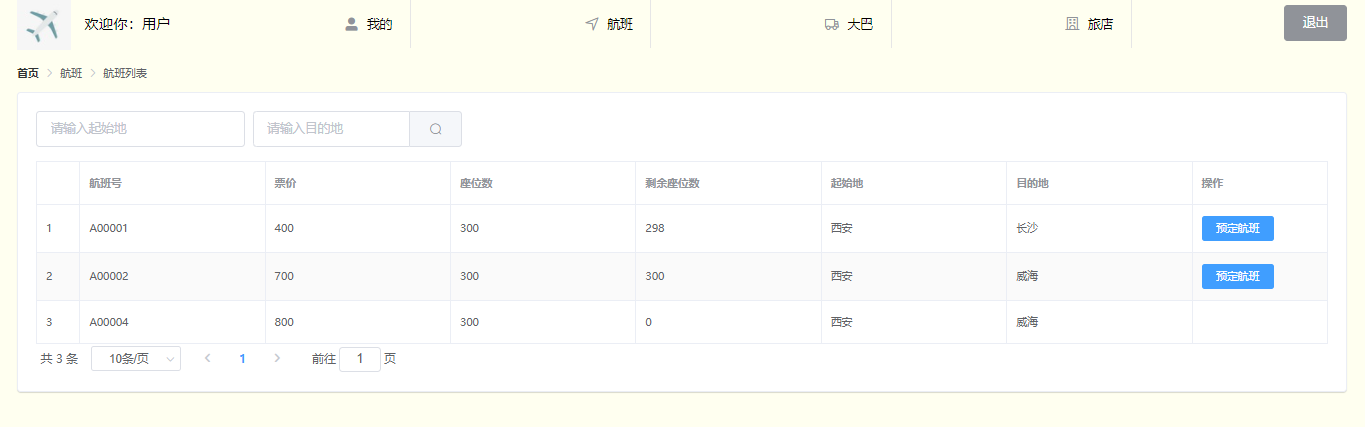 欢迎你：用户 我的 航班 大巴 旅店 退出
首页 航班 航班列表
请输入起始地 请输入目的地
航班号 票价 座位数 剩余座位数 起始地 目的地 操作
1 A00001 400 300 298 西安 长沙 预定航班
2 A00002 700 300 300 西安 威海 预定航班
3 A00004 800 300 0 西安 威海
共 3 条 10条/页 1 前往 1 页